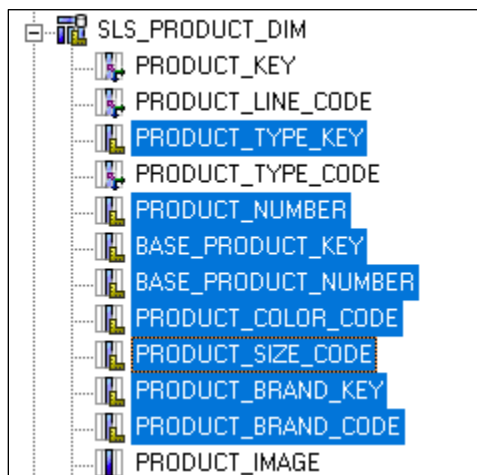 SLS_PRODUCT_DIM
PRODUCT_KEY
PRODUCT_LINE_CODE
PRODUCT_TYPE_KEY
PRODUCT_TYPE_CODE
PRODUCT_NUMBER
BASE_PRODUCT_KEY
BASE_PRODUCT_NUMBER
PRODUCT_COLOR_CODE
PRODUCT_SIZE_CODE
PRODUCT_BRAND_KEY
PRODUCT_BRAND_CODE
PRODUCT_IMAGE